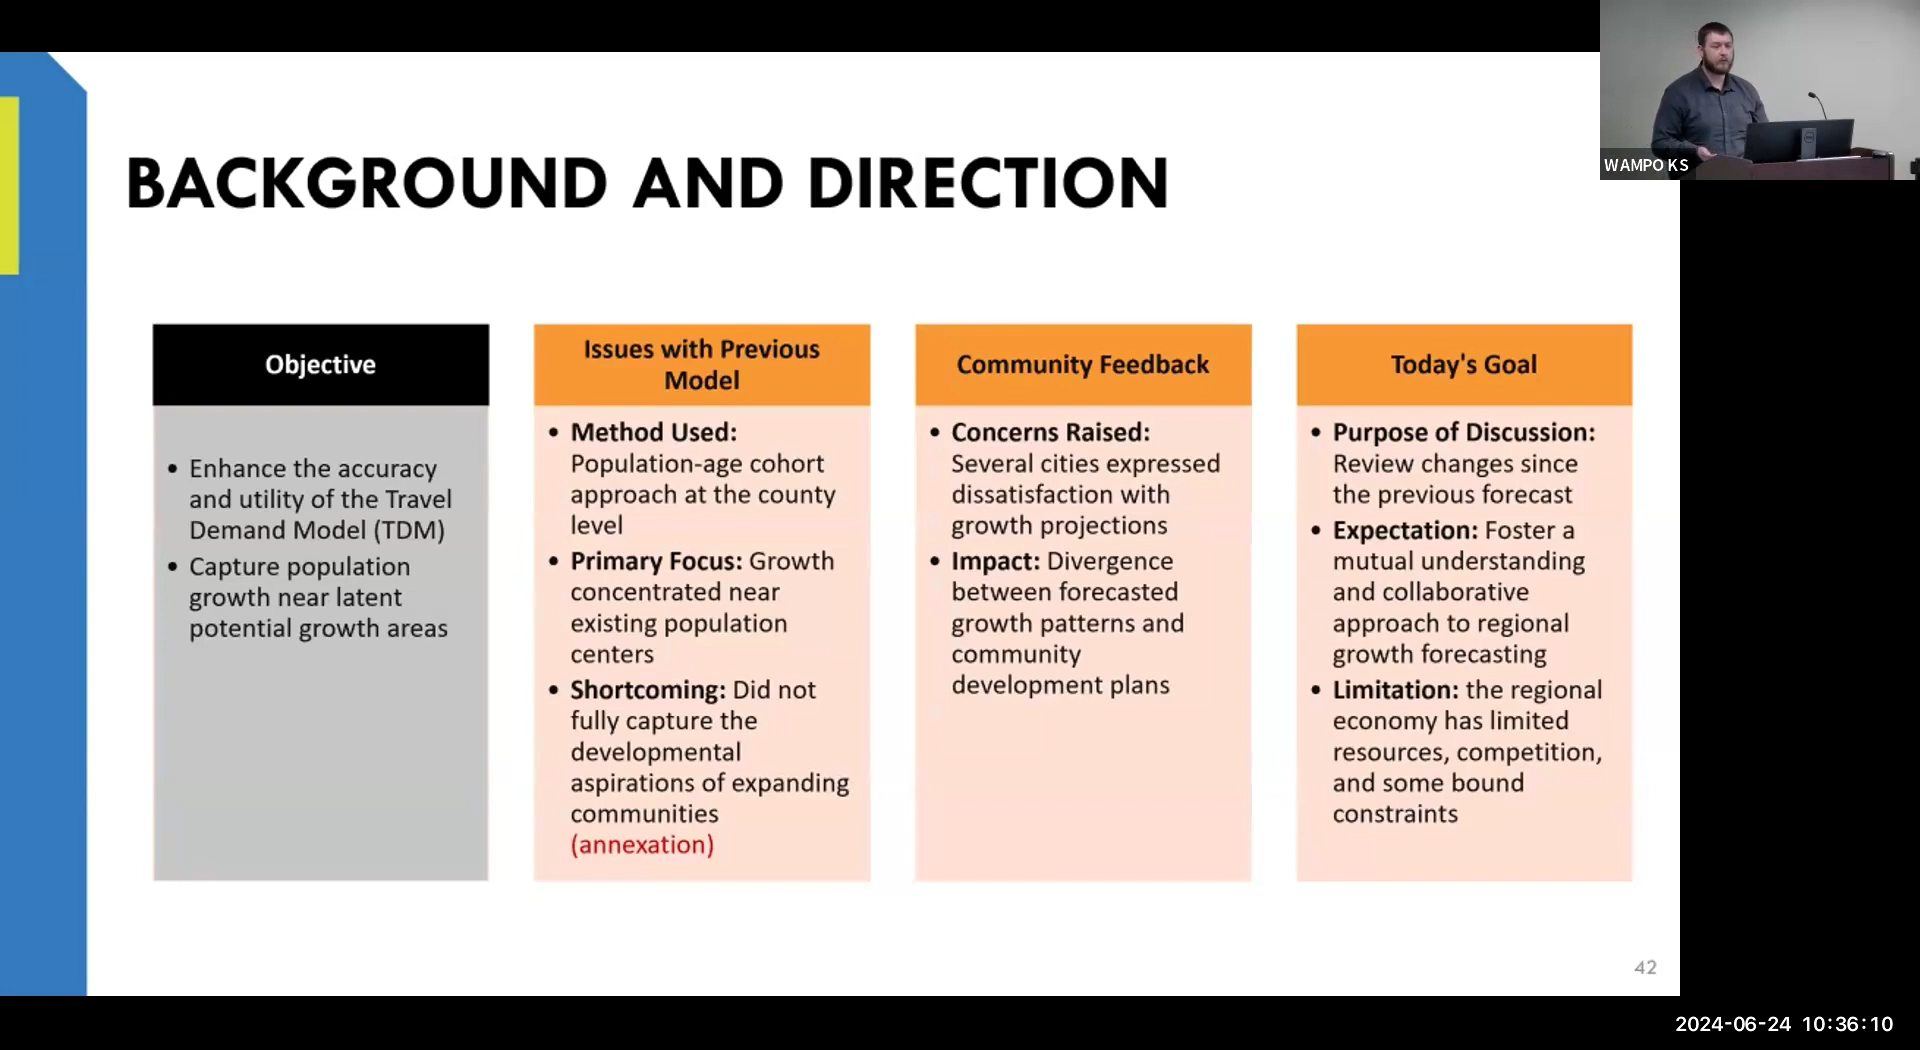 WAMPO KS
BACKGROUND AND DIRECTION
Objective
• Enhance the accuracy
and utility of the Travel
Demand Model (TDM)
• Capture population
growth near latent
potential growth areas
Issues with Previous
Model
• Method Used:
Population-age cohort
approach at the county
level
• Primary Focus: Growth
concentrated near
existing population
centers
• Shortcoming: Did not
fully capture the
developmental
aspirations of expanding
communities
(annexation)
Community Feedback
• Concerns Raised:
Several cities expressed
dissatisfaction with
growth projections
• Impact: Divergence
between forecasted
growth patterns and
community
development plans
Today's Goal
• Purpose of Discussion:
Review changes since
the previous forecast
• Expectation: Foster a
mutual understanding
and collaborative
approach to regional
growth forecasting
• Limitation: the regional
economy has limited
resources, competition,
and some bound
constraints
42
2024-06-24 10:36:10